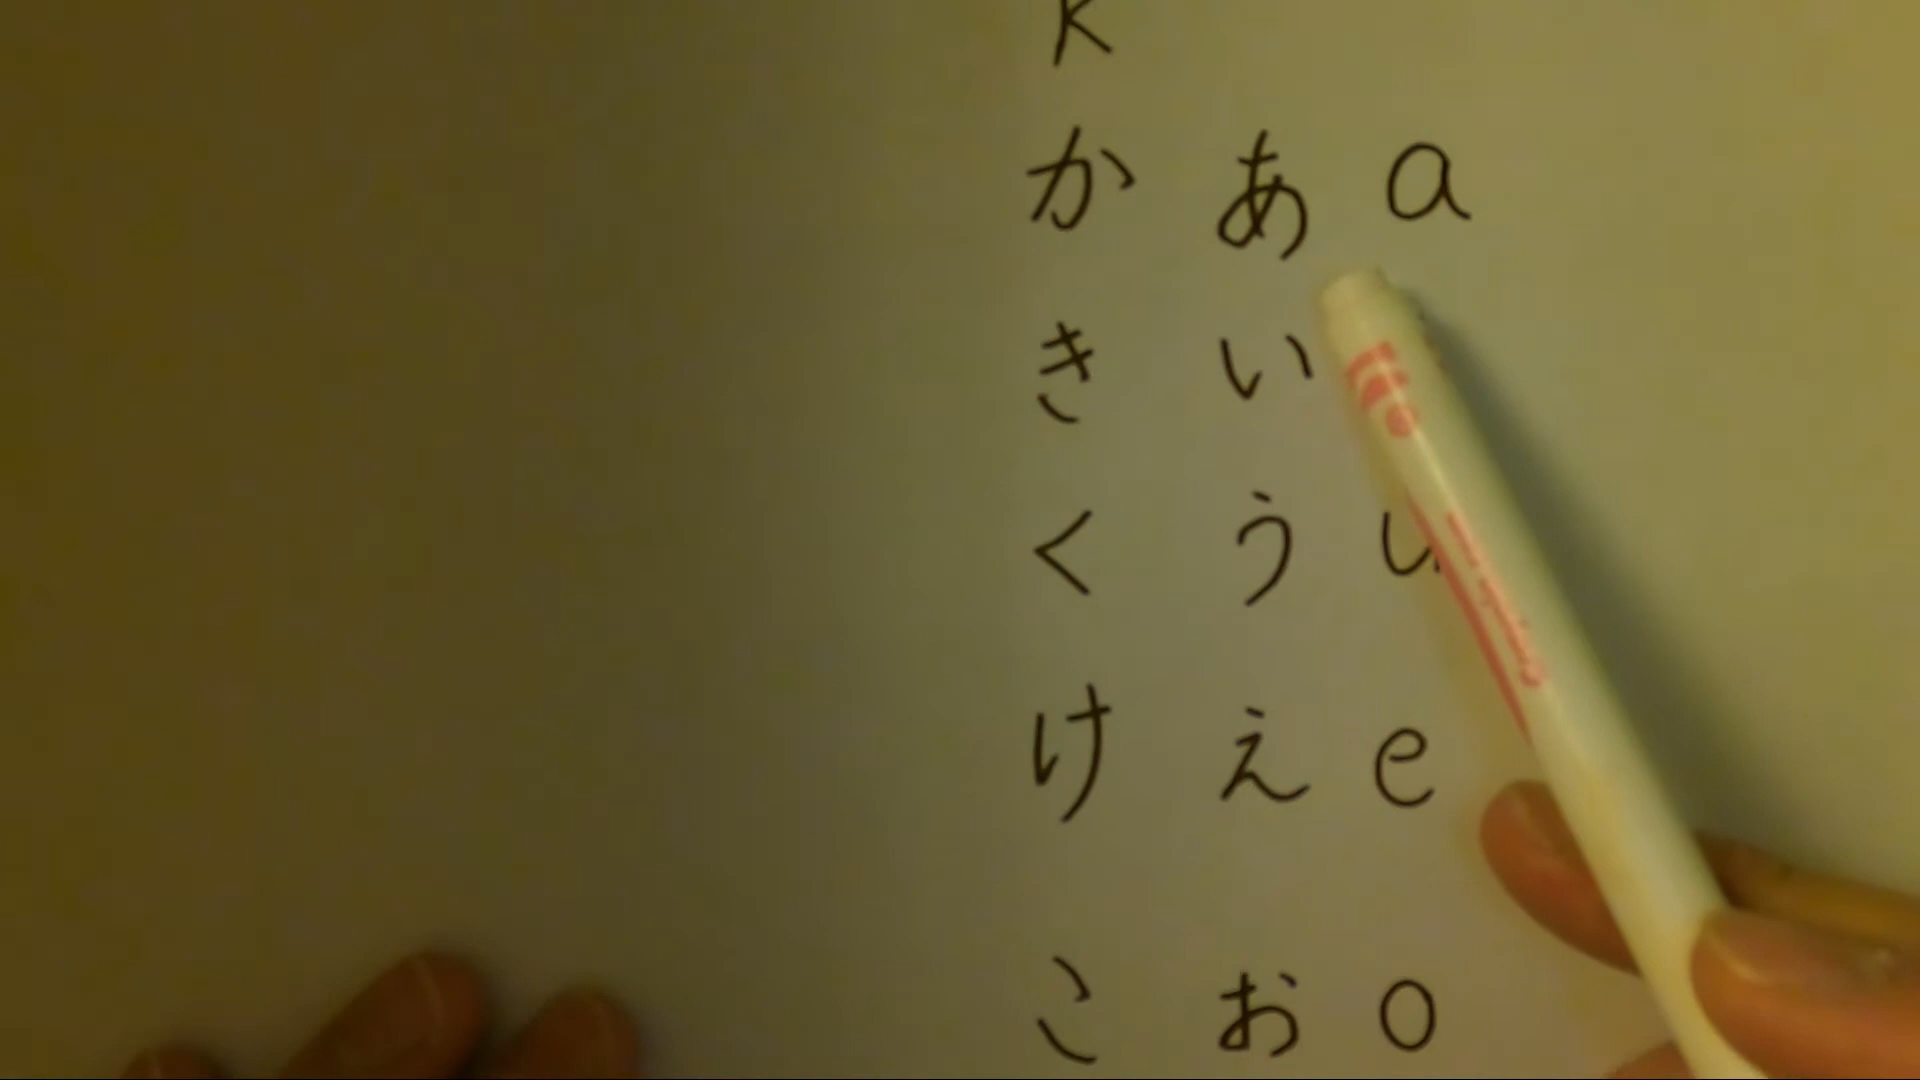 k
か あ a
き い
く う u
け え e
こ お o